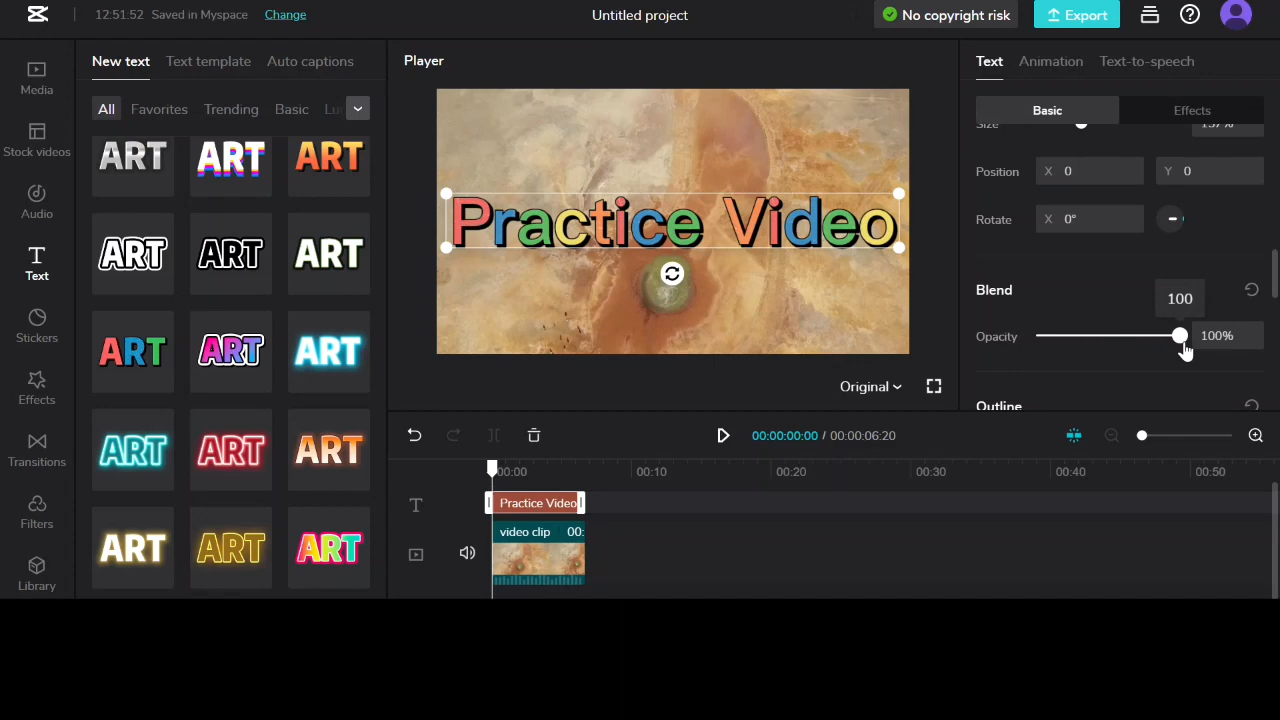 12:51:52 Saved in Myspace Change
Untitled project
No copyright risk
Export
Media
Stock videos
Audio
Text
Stickers
Effects
Transitions
Filters
Library
New text Text template Auto captions
All Favorites Trending Basic Lu
ART ART ART
ART ART ART
ART ART ART
ART ART ART
ART ART ART
Player
Practice Video
Original
Text Animation Text-to-speech
Basic Effects
Size 137%
Position X 0 Y 0
Rotate X 0°
Blend
100
Opacity 100%
Outline
00:00:00:00 / 00:00:06:20
00:00 00:10 00:20 00:30 00:40 00:50
T Practice Video
video clip 00: